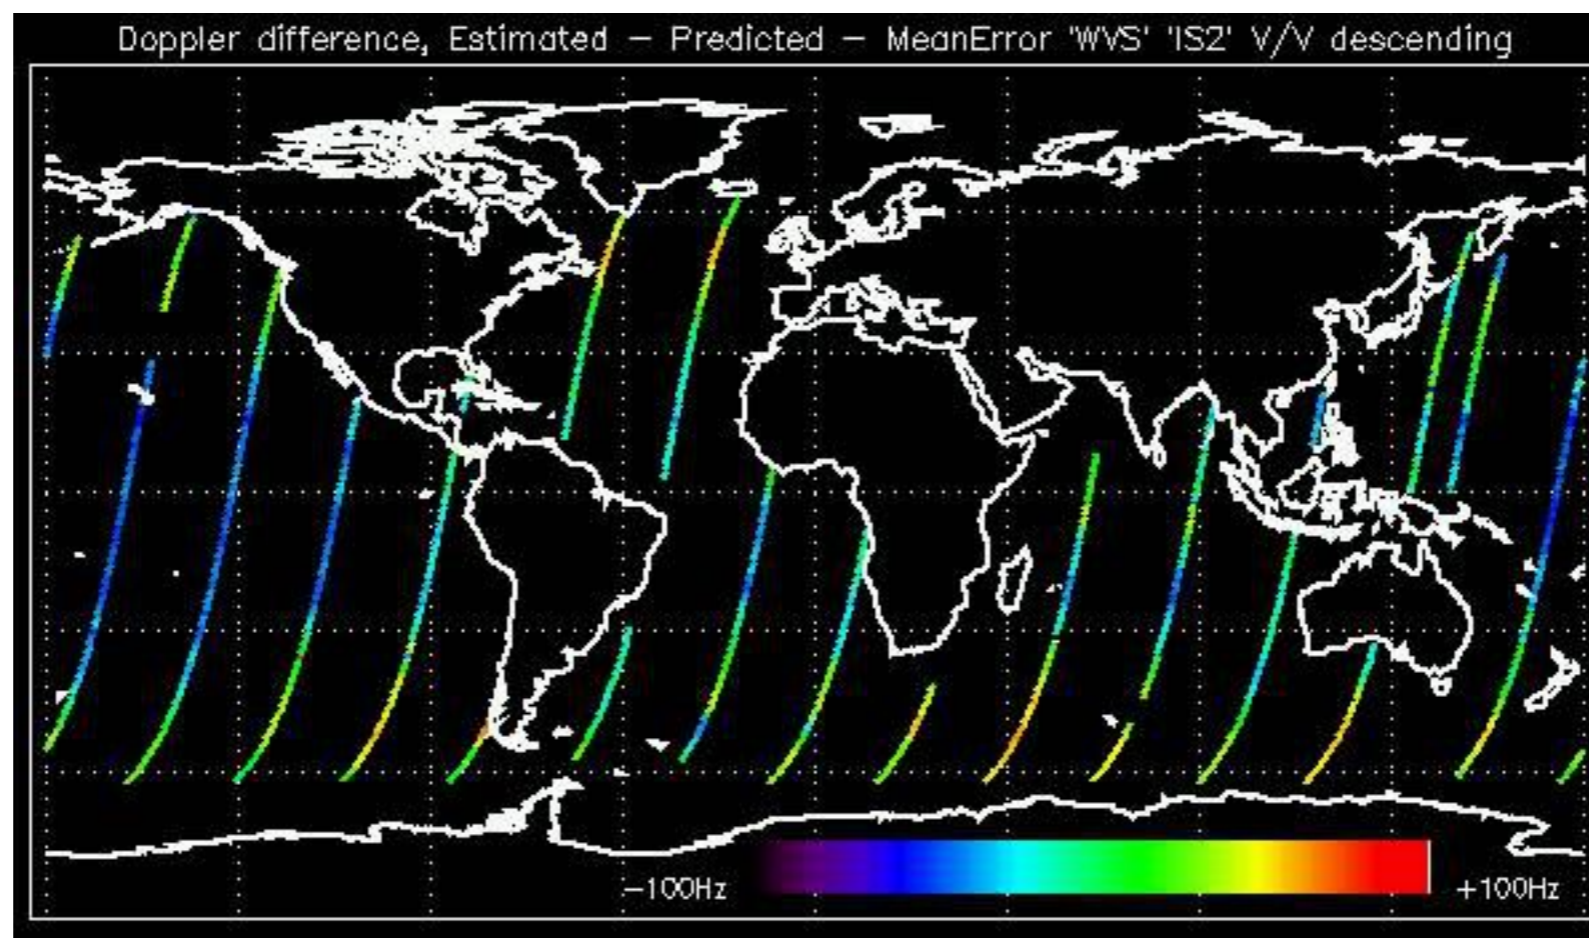 Doppler difference, Estimated – Predicted – MeanError 'WVS' 'IS2' V/V descending
–100Hz +100Hz